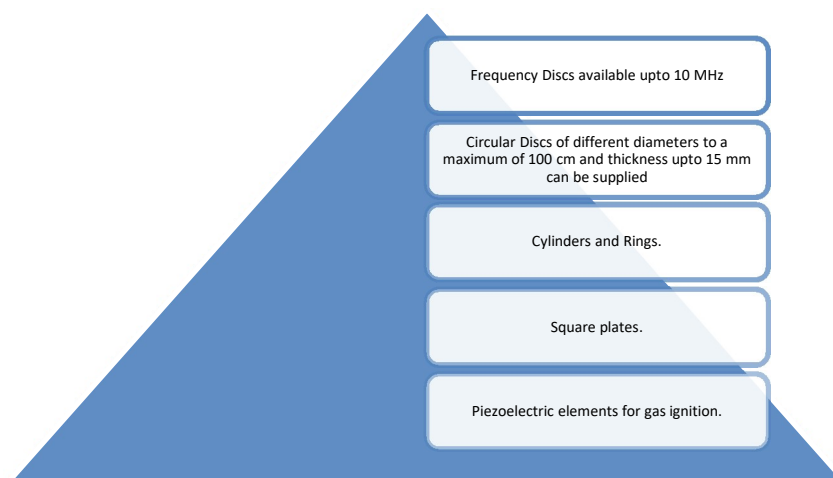 Frequency Discs available upto 10 MHz
Circular Discs of different diameters to a
maximum of 100 cm and thickness upto 15 mm
can be supplied
Cylinders and Rings.
Square plates.
Piezoelectric elements for gas ignition.